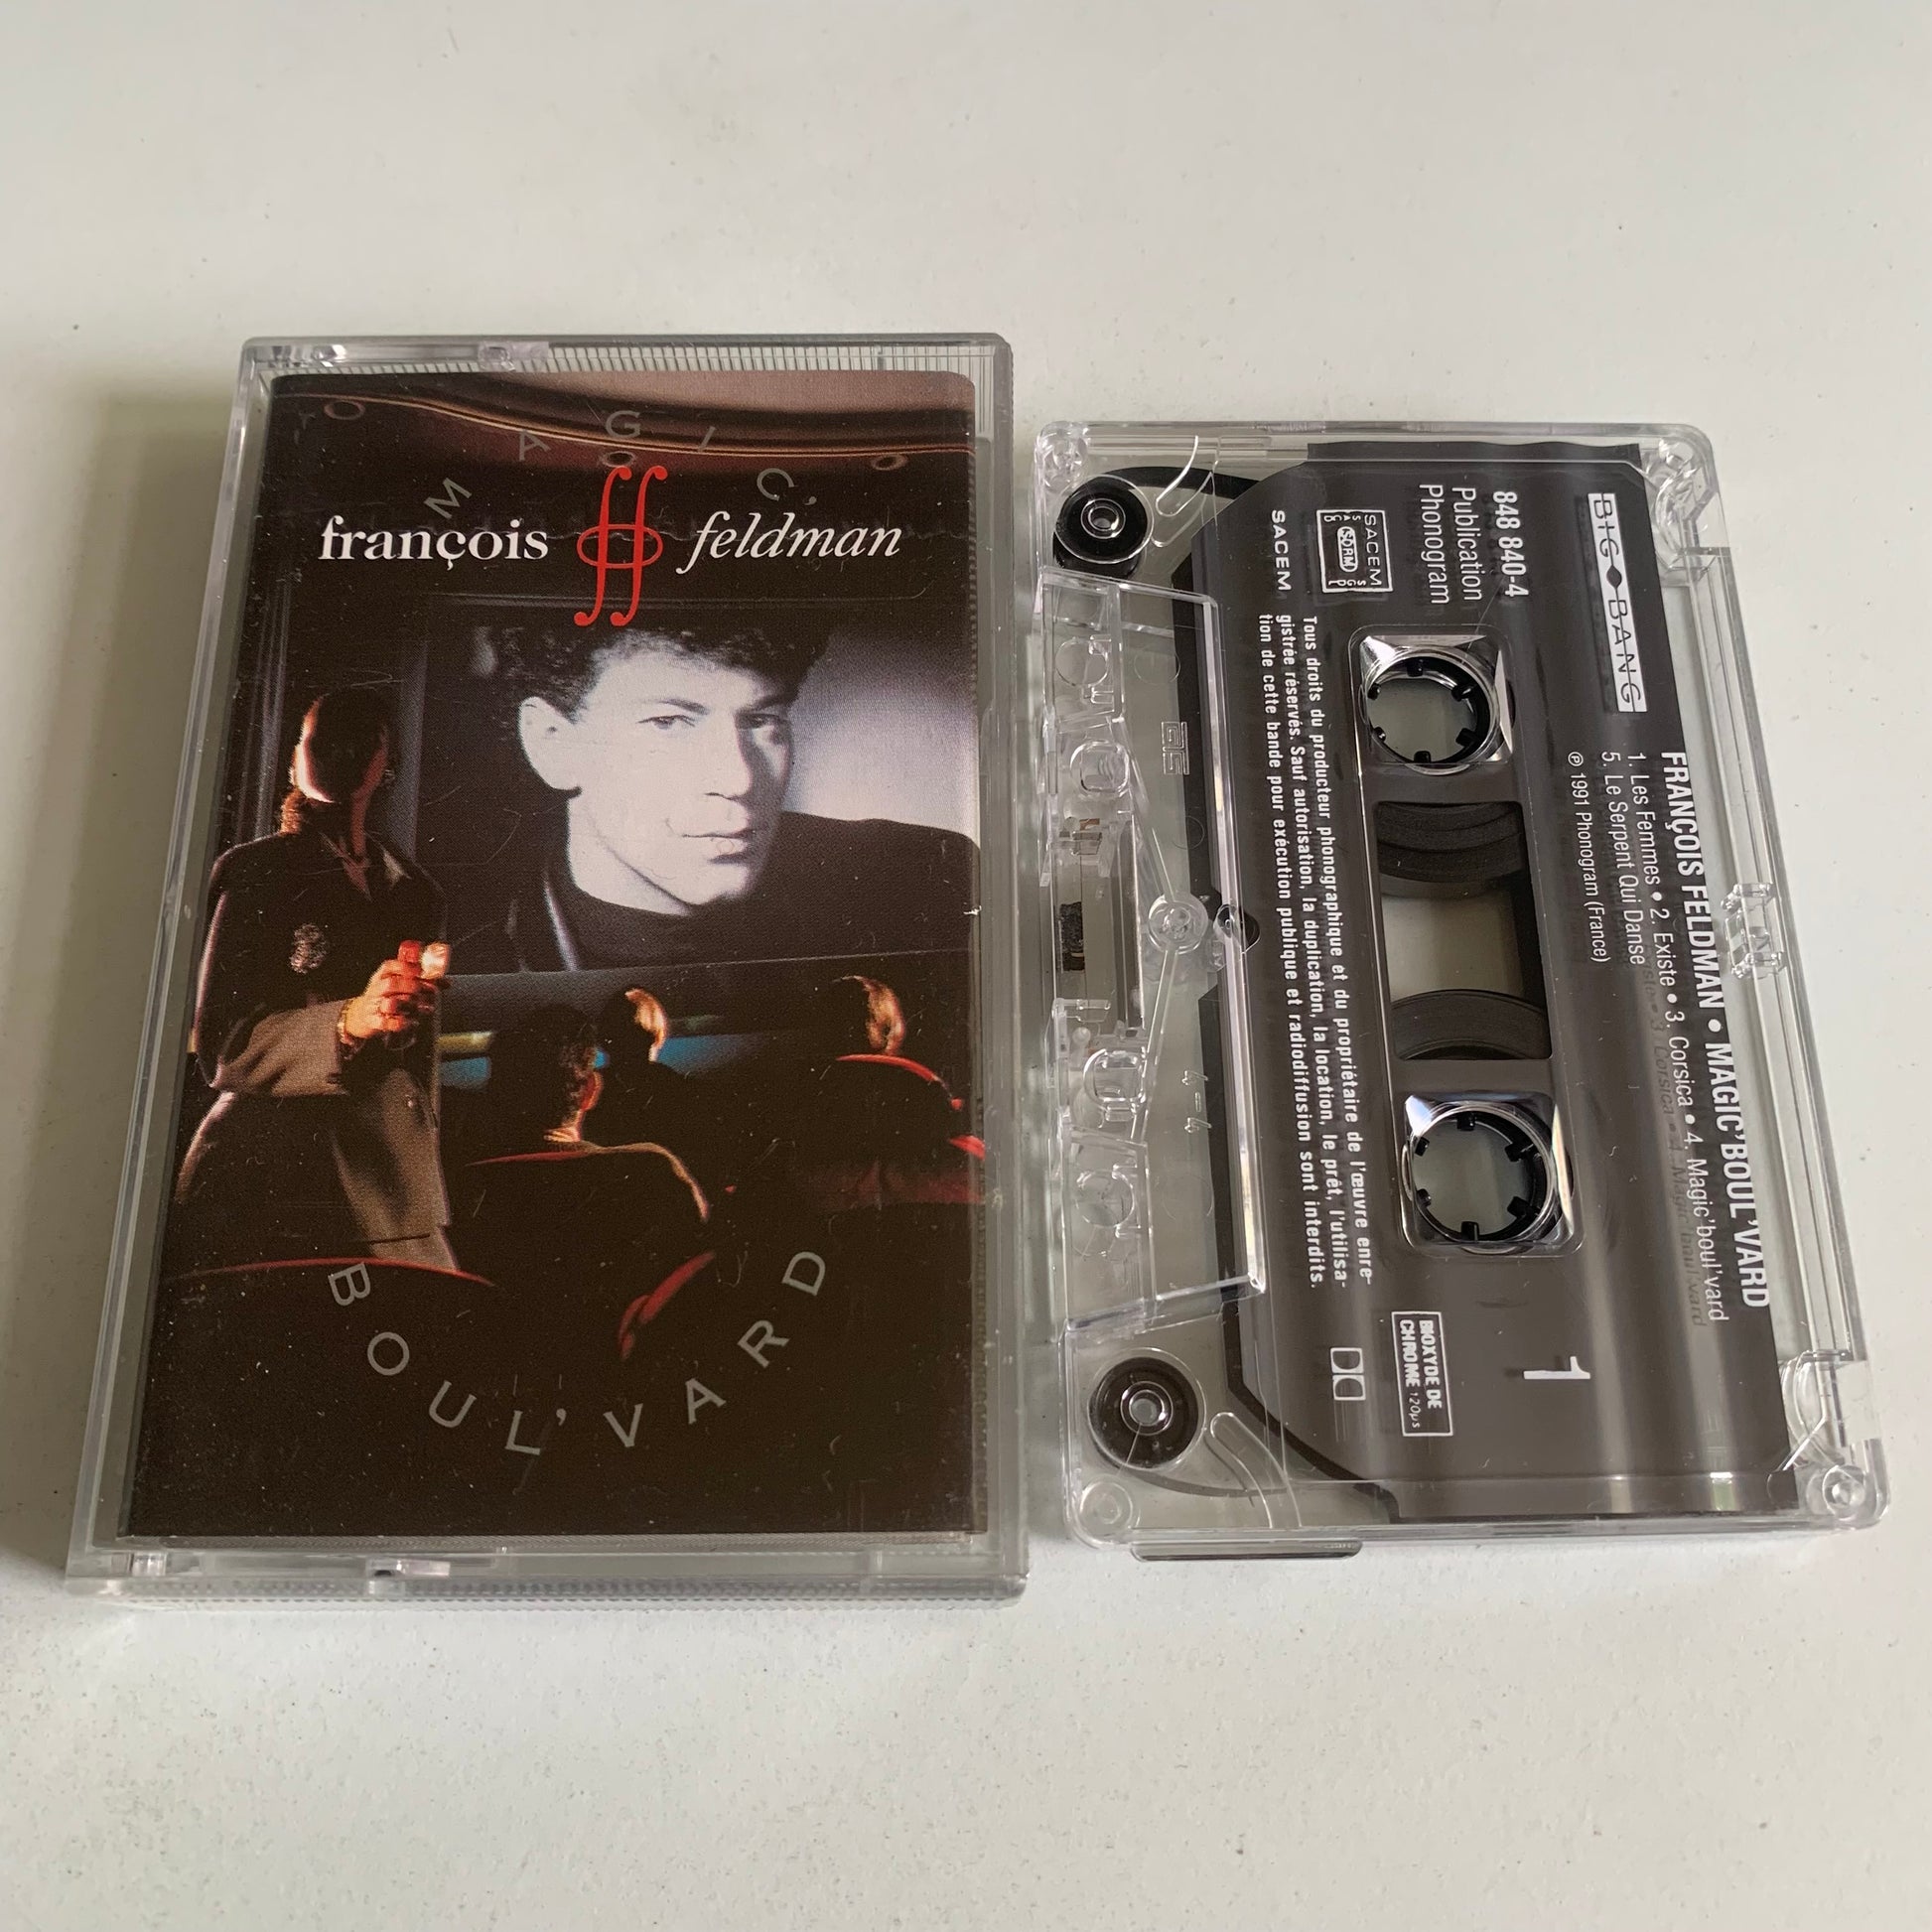 MAGIC'
françois ff feldman
BOUL'VARD
BIG BANG
FRANÇOIS FELDMAN • MAGIC'BOUL'VARD
1. Les Femmes • 2. Existe • 3. Corsica • 4. Magic'boul'vard
5. Le Serpent Qui Danse
℗ 1991 Phonogram (France)
848 840-4
Publication
Phonogram
1
SACEM
SDRM
SACEM
BIOXYDE DE
CHROME 120µs
Tous droits du producteur phonographique et du propriétaire de l'œuvre enre-
gistrée réservés. Sauf autorisation, la duplication, la location, le prêt, l'utilisa-
tion de cette bande pour exécution publique et radiodiffusion sont interdits.